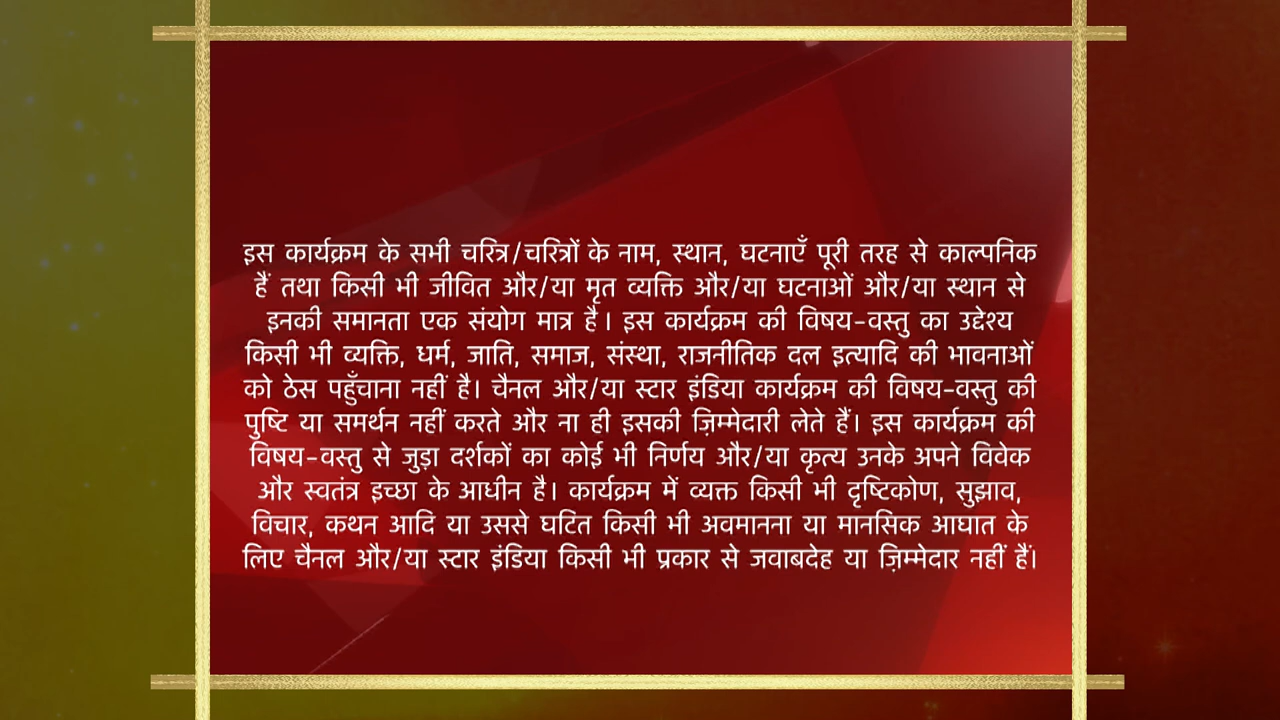 इस कार्यक्रम के सभी चरित्र/चरित्रों के नाम, स्थान, घटनाएँ पूरी तरह से काल्पनिक
हैं तथा किसी भी जीवित और/या मृत व्यक्ति और/या घटनाओं और/या स्थान से
इनकी समानता एक संयोग मात्र है। इस कार्यक्रम की विषय-वस्तु का उद्देश्य
किसी भी व्यक्ति, धर्म, जाति, समाज, संस्था, राजनीतिक दल इत्यादि की भावनाओं
को ठेस पहुँचाना नहीं है। चैनल और/या स्टार इंडिया कार्यक्रम की विषय-वस्तु की
पुष्टि या समर्थन नहीं करते और ना ही इसकी ज़िम्मेदारी लेते हैं। इस कार्यक्रम की
विषय-वस्तु से जुड़ा दर्शकों का कोई भी निर्णय और/या कृत्य उनके अपने विवेक
और स्वतंत्र इच्छा के आधीन है। कार्यक्रम में व्यक्त किसी भी दृष्टिकोण, सुझाव,
विचार, कथन आदि या उससे घटित किसी भी अवमानना या मानसिक आघात के
लिए चैनल और/या स्टार इंडिया किसी भी प्रकार से जवाबदेह या ज़िम्मेदार नहीं हैं।